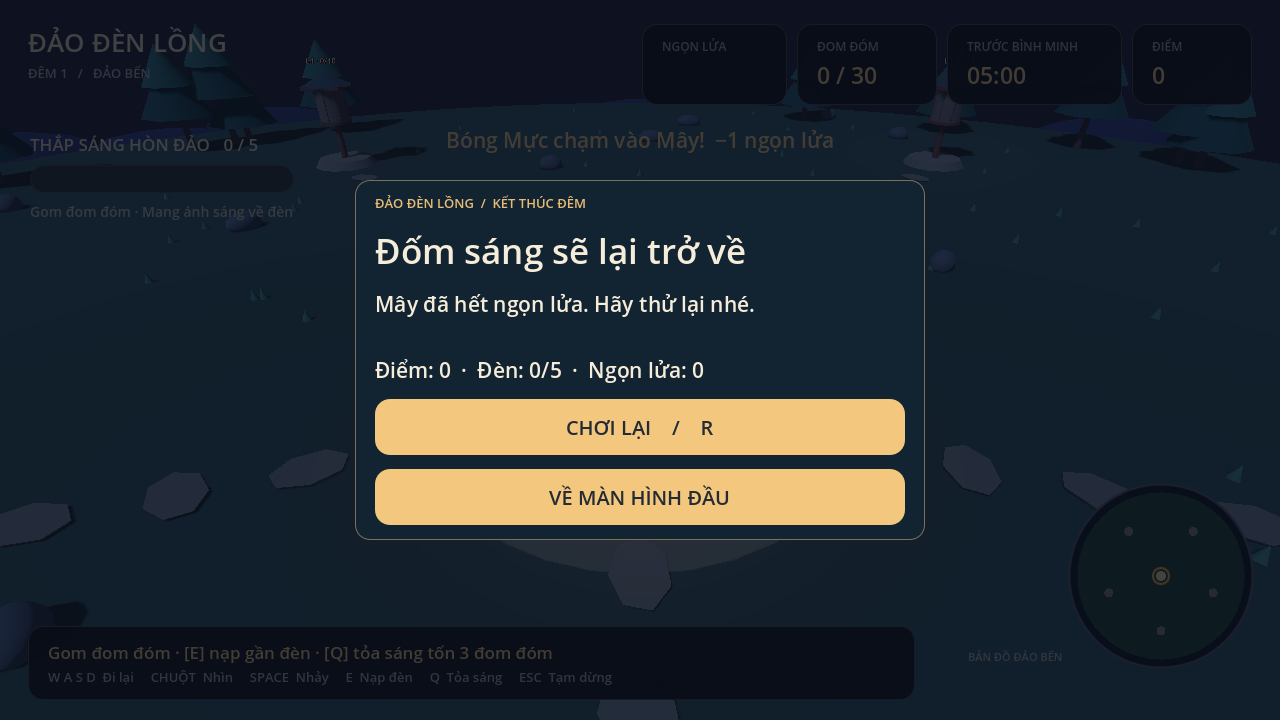 ĐẢO ĐÈN LỒNG
ĐÊM 1 / ĐẢO BẾN
NGỌN LỬA
ĐOM ĐÓM
0 / 30
TRƯỚC BÌNH MINH
05:00
ĐIỂM
0
THẮP SÁNG HÒN ĐẢO 0 / 5
Gom đom đóm · Mang ánh sáng về đèn
Bóng Mực chạm vào Mây! −1 ngọn lửa
ĐẢO ĐÈN LỒNG / KẾT THÚC ĐÊM
Đốm sáng sẽ lại trở về
Mây đã hết ngọn lửa. Hãy thử lại nhé.
Điểm: 0 · Đèn: 0/5 · Ngọn lửa: 0
CHƠI LẠI / R
VỀ MÀN HÌNH ĐẦU
Gom đom đóm · [E] nạp gần đèn · [Q] tỏa sáng tốn 3 đom đóm
W A S D Đi lại CHUỘT Nhìn SPACE Nhảy E Nạp đèn Q Tỏa sáng ESC Tạm dừng
BẢN ĐỒ ĐẢO BẾN